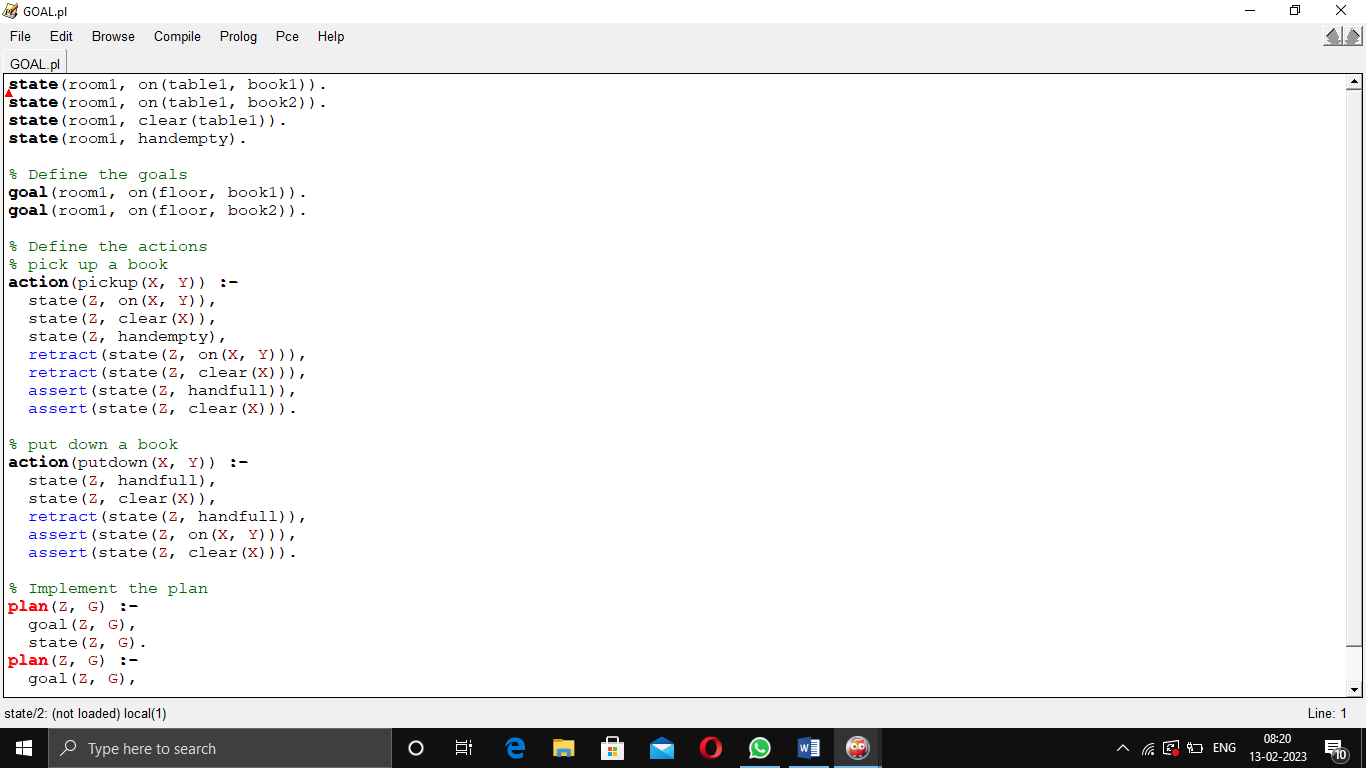 GOAL.pl
File Edit Browse Compile Prolog Pce Help
GOAL.pl
state(room1, on(table1, book1)).
state(room1, on(table1, book2)).
state(room1, clear(table1)).
state(room1, handempty).
% Define the goals
goal(room1, on(floor, book1)).
goal(room1, on(floor, book2)).
% Define the actions
% pick up a book
action(pickup(X, Y)) :-
state(Z, on(X, Y)),
state(Z, clear(X)),
state(Z, handempty),
retract(state(Z, on(X, Y))),
retract(state(Z, clear(X))),
assert(state(Z, handfull)),
assert(state(Z, clear(X))).
% put down a book
action(putdown(X, Y)) :-
state(Z, handfull),
state(Z, clear(X)),
retract(state(Z, handfull)),
assert(state(Z, on(X, Y))),
assert(state(Z, clear(X))).
% Implement the plan
plan(Z, G) :-
goal(Z, G),
state(Z, G).
plan(Z, G) :-
goal(Z, G),
state/2: (not loaded) local(1) Line: 1
Type here to search ENG 08:20
13-02-2023 10